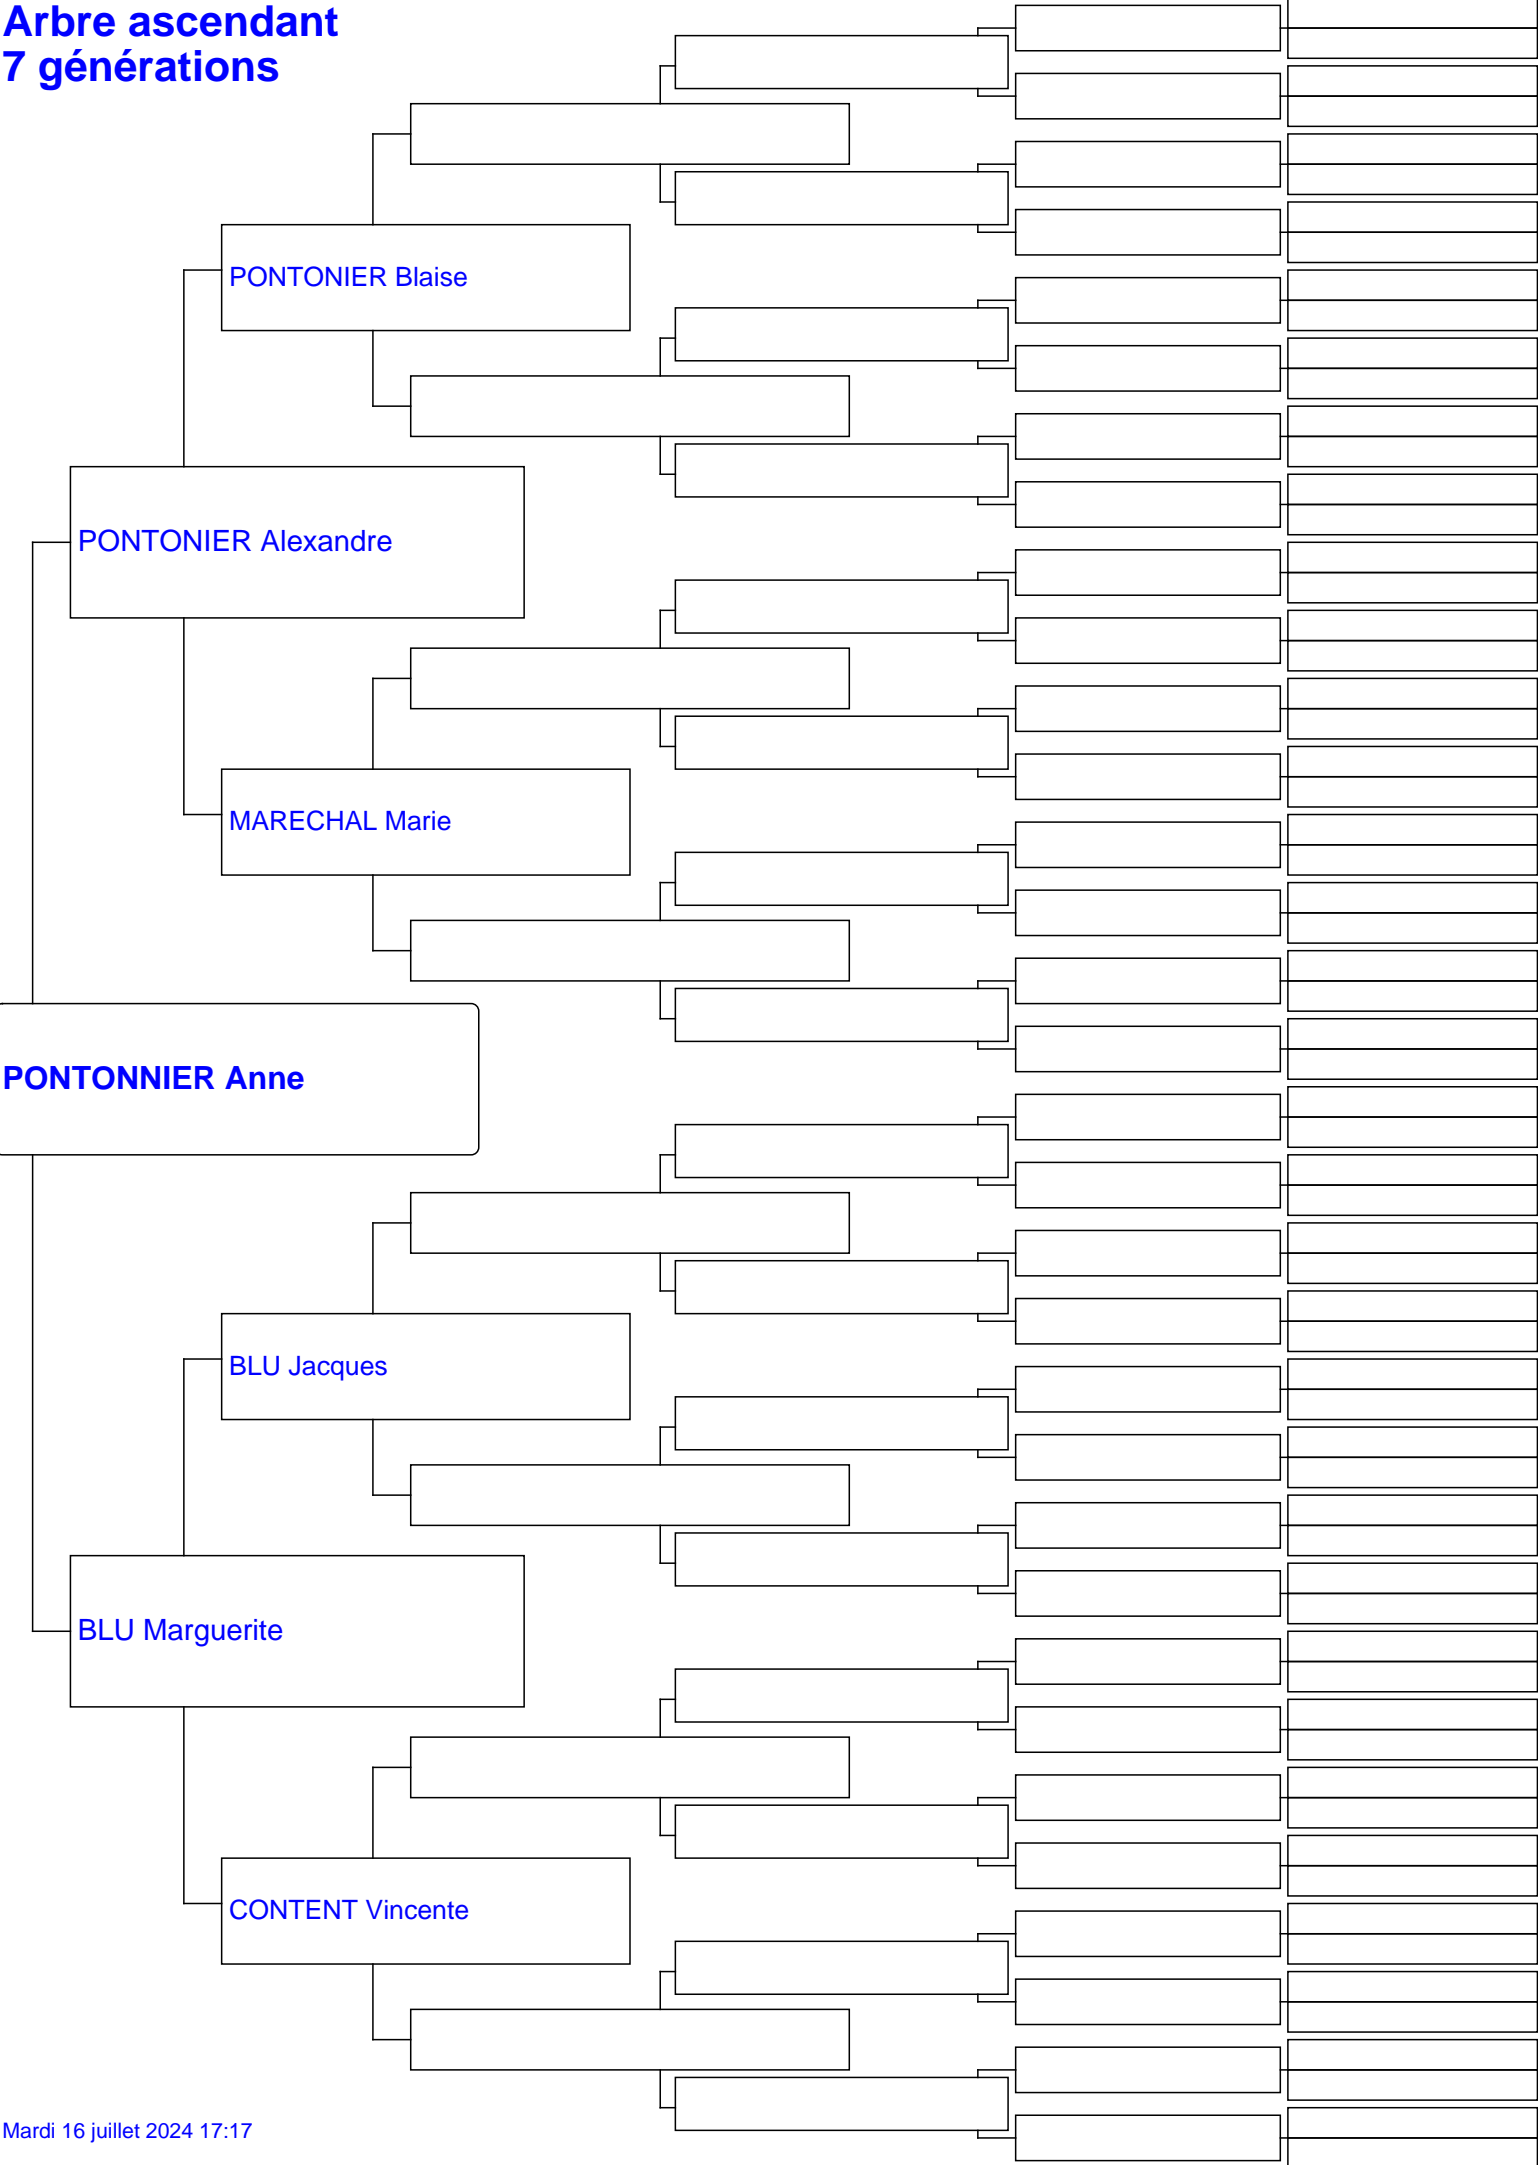 Arbre ascendant
7 générations
PONTONIER Blaise
PONTONIER Alexandre
MARECHAL Marie
PONTONNIER Anne
BLU Jacques
BLU Marguerite
CONTENT Vincente
Mardi 16 juillet 2024 17:17